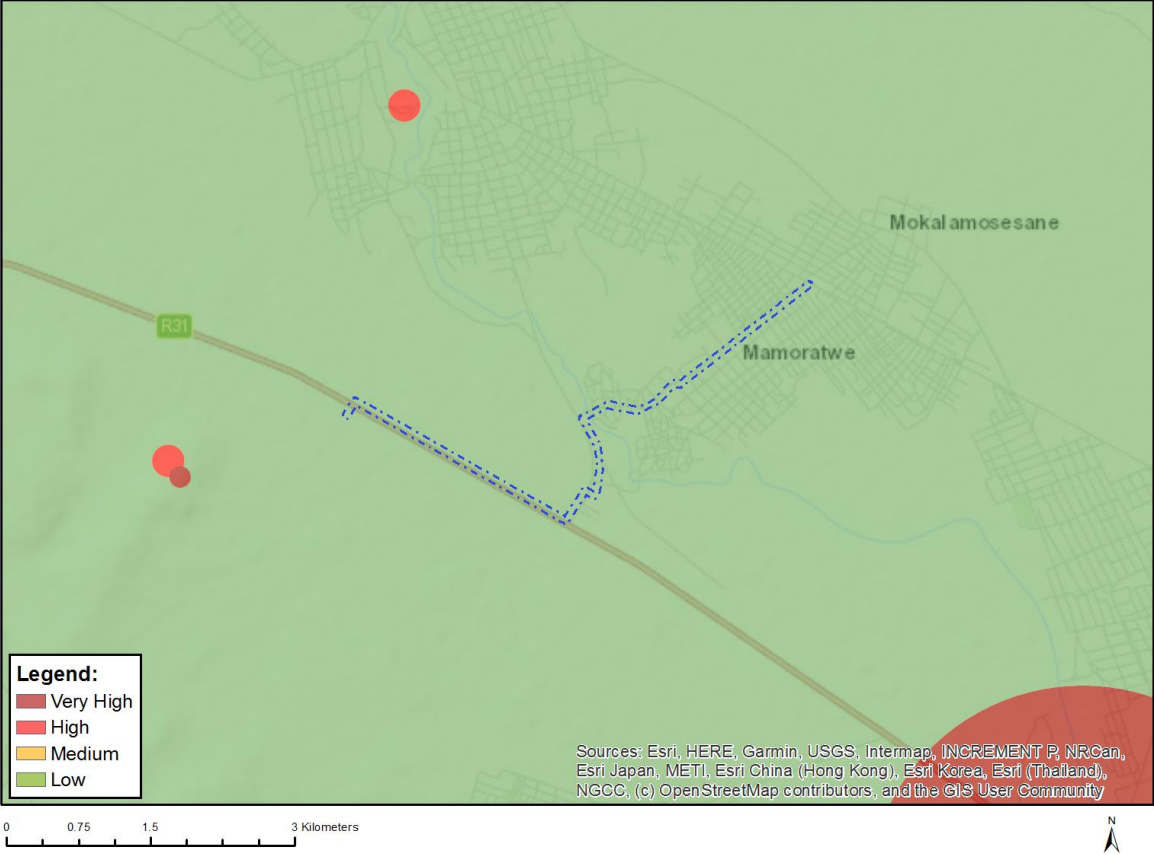 Mokalamosesane
R31
Mamoratwe
Legend:
Very High
High
Medium
Low
Sources: Esri, HERE, Garmin, USGS, Intermap, INCREMENT P, NRCan,
Esri Japan, METI, Esri China (Hong Kong), Esri Korea, Esri (Thailand),
NGCC, (c) OpenStreetMap contributors, and the GIS User Community
0 0.75 1.5 3 Kilometers
N